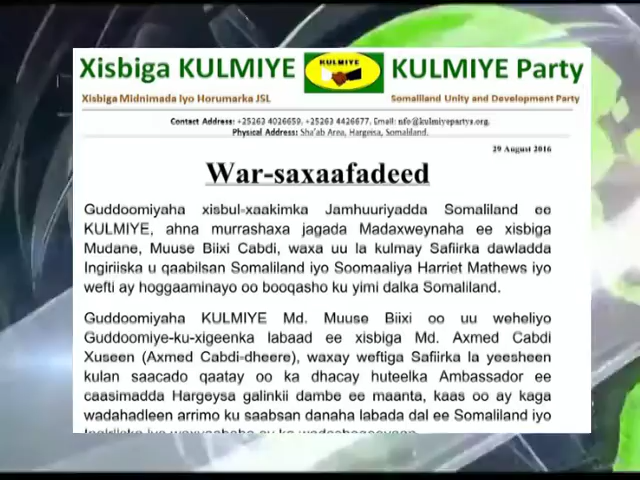 Xisbiga KULMIYE KULMIYE KULMIYE Party
Xisbiga Midnimada Iyo Horumarka JSL Somaliland Unity and Development Party
Contact Address: +25263 4026659, +25263 4426677, Email: info@kulmiyepartys.org.
Physical Address: Sha'ab Area, Hargeisa, Somaliland.
29 August 2016
War-saxaafadeed
Guddoomiyaha xisbul-xaakimka Jamhuuriyadda Somaliland ee
KULMIYE, ahna murrashaxa jagada Madaxweynaha ee xisbiga
Mudane, Muuse Biixi Cabdi, waxa uu la kulmay Safiirka dawladda
Ingiriiska u qaabilsan Somaliland iyo Soomaaliya Harriet Mathews iyo
wefti ay hoggaaminayo oo booqasho ku yimi dalka Somaliland.
Guddoomiyaha KULMIYE Md. Muuse Biixi oo uu weheliyo
Guddoomiye-ku-xigeenka labaad ee xisbiga Md. Axmed Cabdi
Xuseen (Axmed Cabdi-dheere), waxay weftiga Safiirka la yeesheen
kulan saacado qaatay oo ka dhacay huteelka Ambassador ee
caasimadda Hargeysa galinkii dambe ee maanta, kaas oo ay kaga
wadahadleen arrimo ku saabsan danaha labada dal ee Somaliland iyo